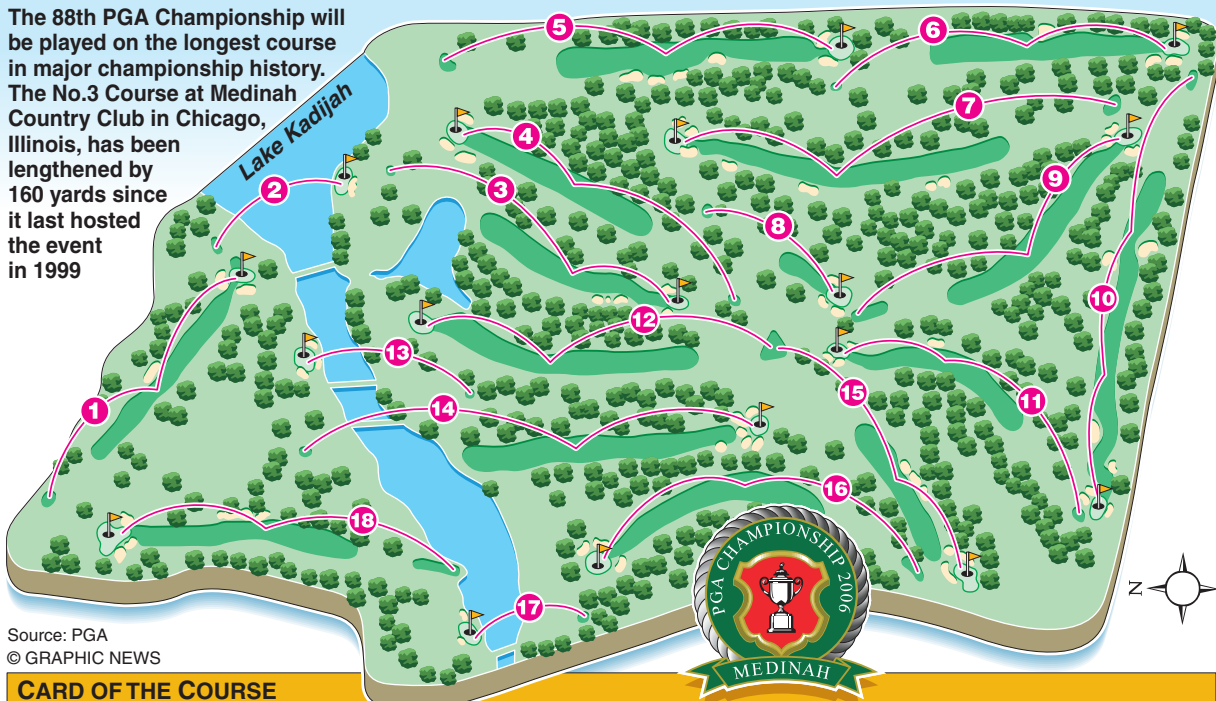 The 88th PGA Championship will
be played on the longest course
in major championship history.
The No.3 Course at Medinah
Country Club in Chicago,
Illinois, has been
lengthened by
160 yards since
it last hosted
the event
in 1999
Lake Kadijah
5
6
7
4
2
3
9
8
10
12
13
15
11
14
1
16
18
17
PGA CHAMPIONSHIP 2006
MEDINAH
N
Source: PGA
© GRAPHIC NEWS
CARD OF THE COURSE